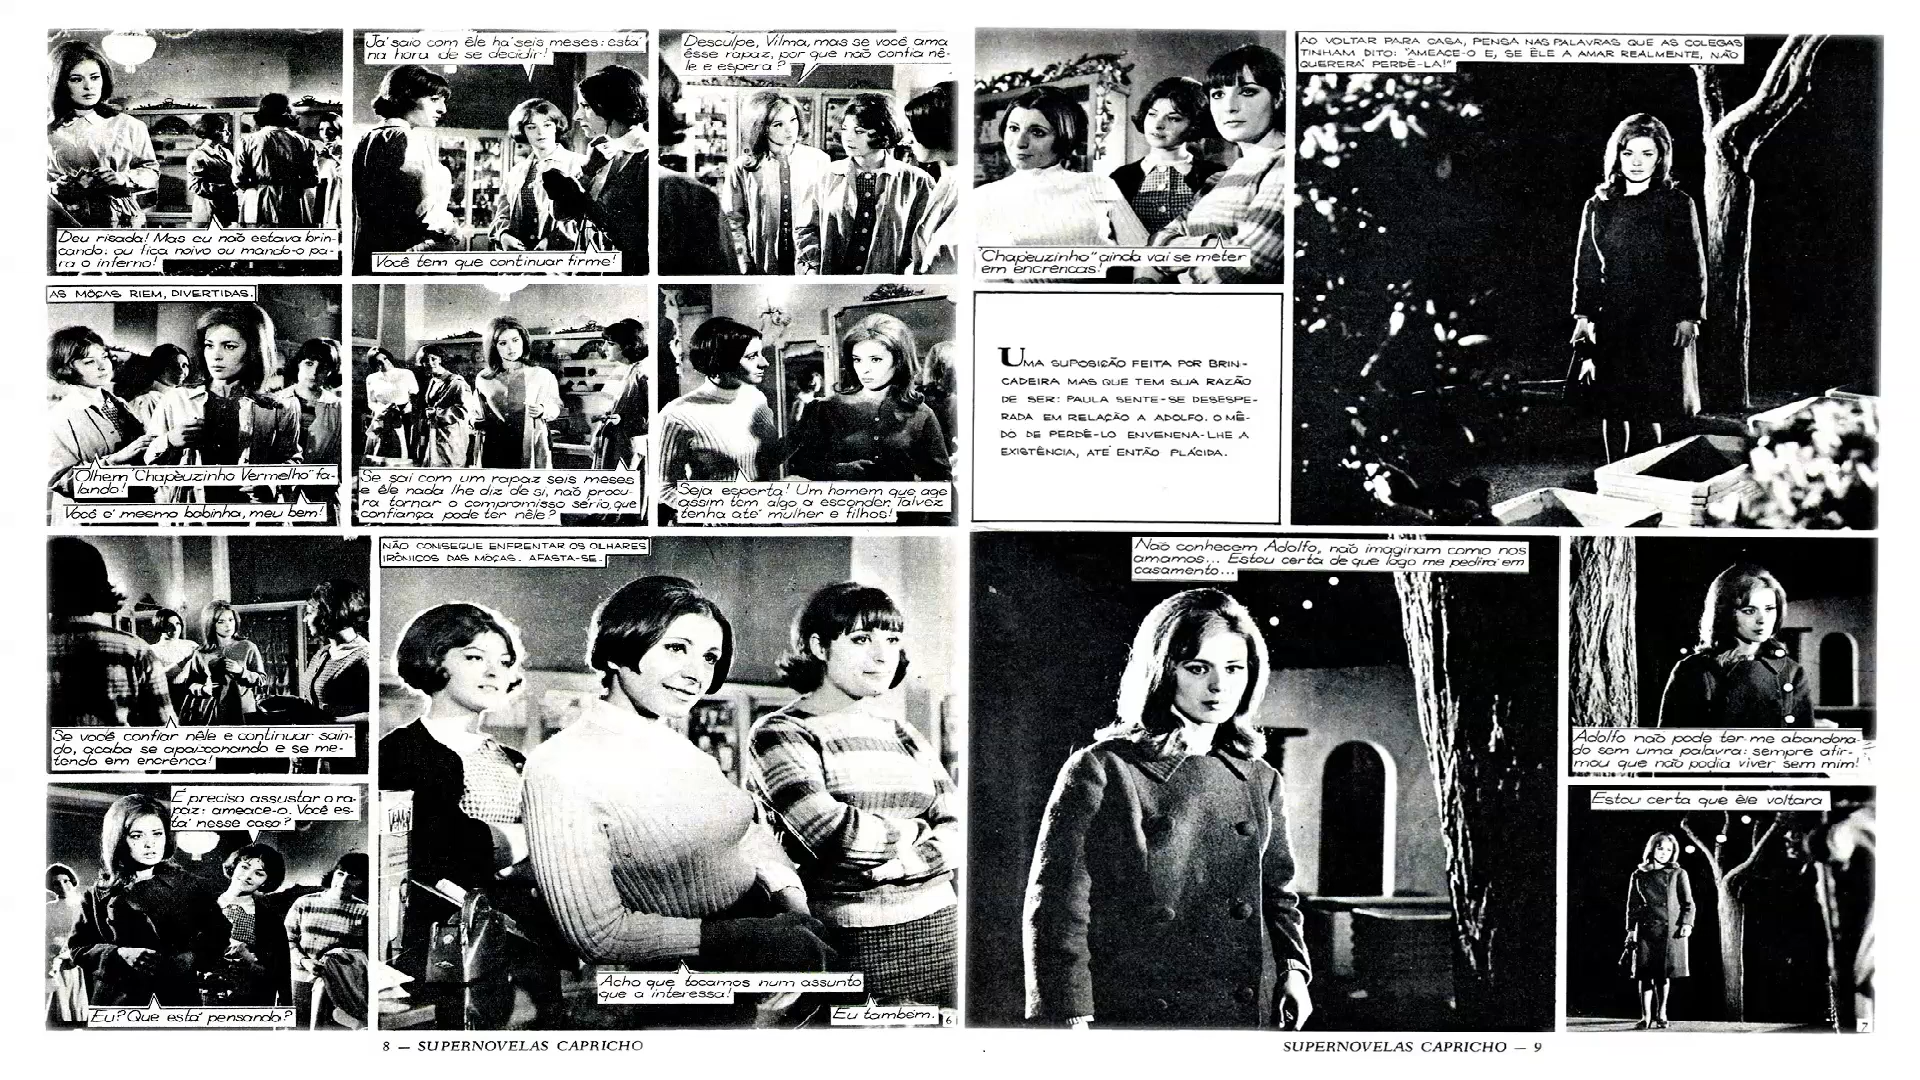 Deu risada! Mas eu não estava brin-
cando: ou fica noivo ou mando-o pa-
ra o inferno!
Já saio com êle há seis meses: está
na hora de se decidir!
Você tem que continuar firme!
Desculpe, Vilma, mas se você ama
êsse rapaz, por que não confia nê-
le e espera?
AS MÔÇAS RIEM, DIVERTIDAS.
Olhem "Chapèuzinho Vermelho" fa-
lando!
Você é mesmo bobinha, meu bem!
Se sai com um rapaz seis meses
e êle nada lhe diz de si, não procu-
ra tornar o compromisso sério, que
confiança pode ter nêle?
Seja esperta! Um homem que age
assim tem algo a esconder. Talvez
tenha até mulher e filhos!
Se você confiar nêle e continuar sain-
do, acaba se apaixonando e se me-
tendo em encrenca!
É preciso assustar o ra-
paz: ameace-o. Você es-
tá nesse caso?
Eu? Que está pensando?
NÃO CONSEGUE ENFRENTAR OS OLHARES
IRÔNICOS DAS MÔÇAS. AFASTA-SE.
Acho que tocamos num assunto
que a interessa!
Eu também.
6
8 — SUPERNOVELAS CAPRICHO
"Chapèuzinho" ainda vai se meter
em encrencas!
AO VOLTAR PARA CASA, PENSA NAS PALAVRAS QUE AS COLEGAS
TINHAM DITO: "AMEACE-O E, SE ÊLE A AMAR REALMENTE, NÃO
QUERERÁ PERDÊ-LA!"
UMA SUPOSIÇÃO FEITA POR BRIN-
CADEIRA MAS QUE TEM SUA RAZÃO
DE SER: PAULA SENTE-SE DESESPE-
RADA EM RELAÇÃO A ADOLFO. O MÊ-
DO DE PERDÊ-LO ENVENENA-LHE A
EXISTÊNCIA, ATÉ ENTÃO PLÁCIDA.
Não conhecem Adolfo, não imaginam como nos
amamos... Estou certa de que logo me pedirá em
casamento...
Adolfo não pode ter-me abandona-
do sem uma palavra: sempre afir-
mou que não podia viver sem mim!
Estou certa que êle voltará
7
SUPERNOVELAS CAPRICHO — 9